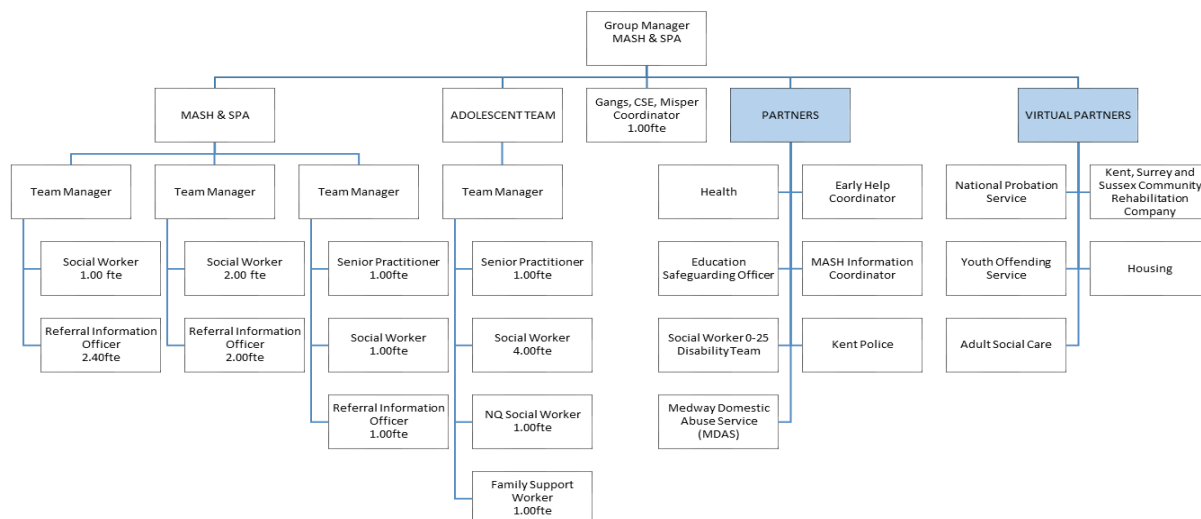 Group Manager
MASH & SPA
MASH & SPA
ADOLESCENT TEAM
Gangs, CSE, Misper
Coordinator
1.00fte
PARTNERS
VIRTUAL PARTNERS
Team Manager
Team Manager
Team Manager
Team Manager
Health
Early Help
Coordinator
National Probation
Service
Kent, Surrey and
Sussex Community
Rehabilitation
Company
Social Worker
1.00 fte
Social Worker
2.00 fte
Senior Practitioner
1.00fte
Senior Practitioner
1.00fte
Education
Safeguarding Officer
MASH Information
Coordinator
Youth Offending
Service
Housing
Referral Information
Officer
2.40fte
Referral Information
Officer
2.00fte
Social Worker
1.00fte
Social Worker
4.00fte
Social Worker 0-25
Disability Team
Kent Police
Adult Social Care
Referral Information
Officer
1.00fte
NQ Social Worker
1.00fte
Medway Domestic
Abuse Service
(MDAS)
Family Support
Worker
1.00fte